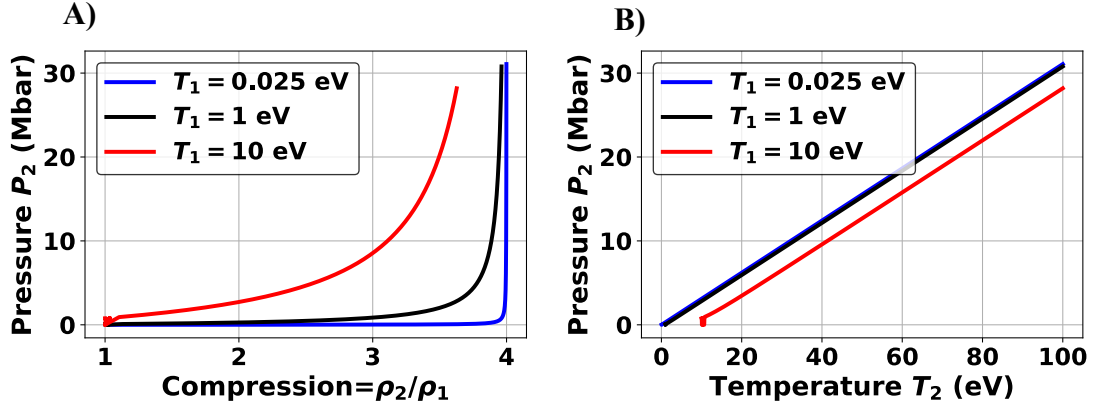 A)
Pressure P₂ (Mbar)
30
20
10
0
T₁ = 0.025 eV
T₁ = 1 eV
T₁ = 10 eV
1 2 3 4
Compression=ρ₂/ρ₁
B)
Pressure P₂ (Mbar)
30
20
10
0
T₁ = 0.025 eV
T₁ = 1 eV
T₁ = 10 eV
0 20 40 60 80 100
Temperature T₂ (eV)